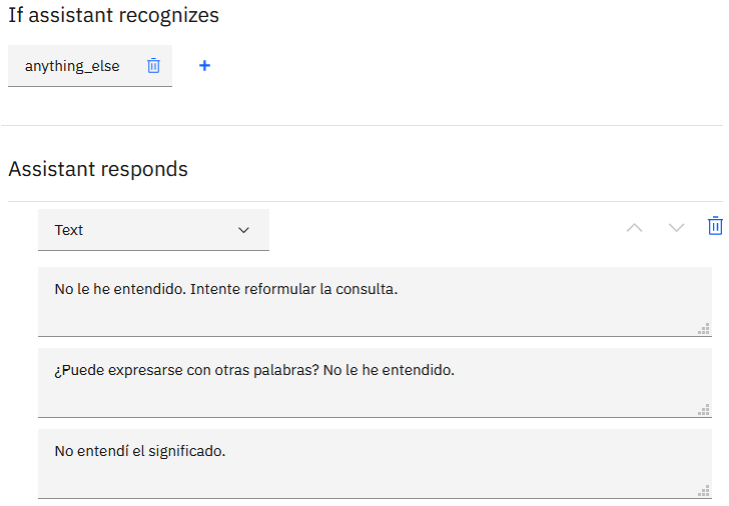 If assistant recognizes
anything_else
+
Assistant responds
Text
No le he entendido. Intente reformular la consulta.
¿Puede expresarse con otras palabras? No le he entendido.
No entendí el significado.